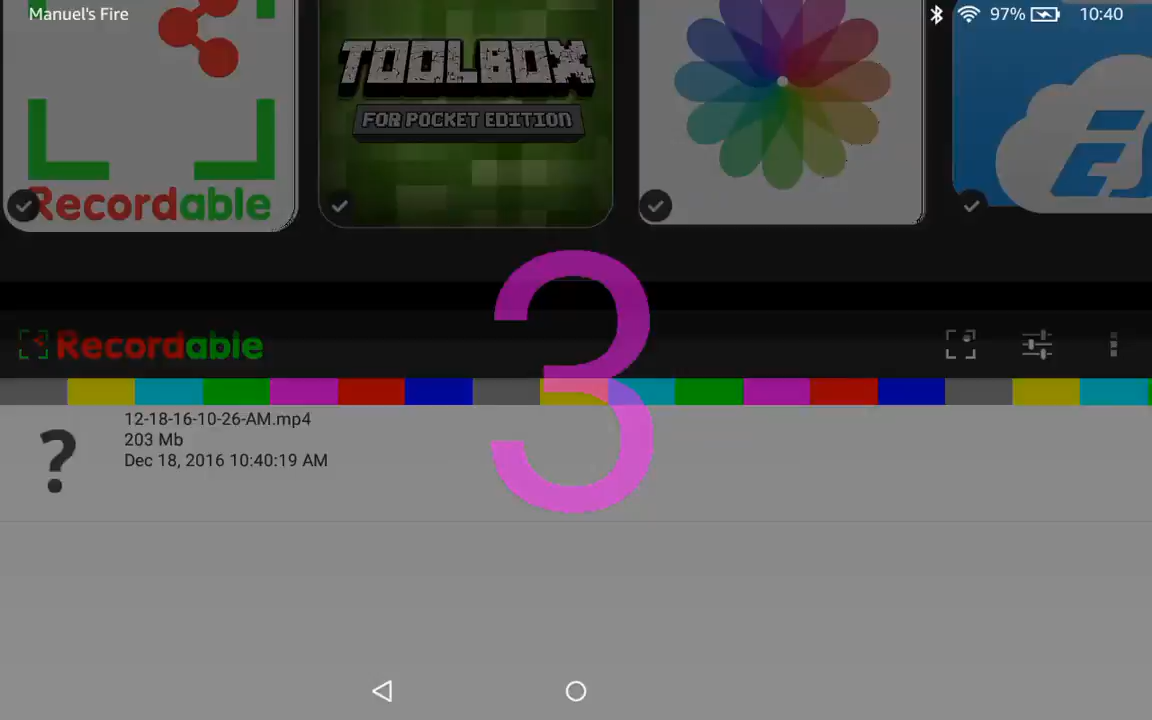 Manuel's Fire
97%
10:40
TOOLBOX
FOR POCKET EDITION
Recordable
ES
3
Recordable
12-18-16-10-26-AM.mp4
203 Mb
Dec 18, 2016 10:40:19 AM
?